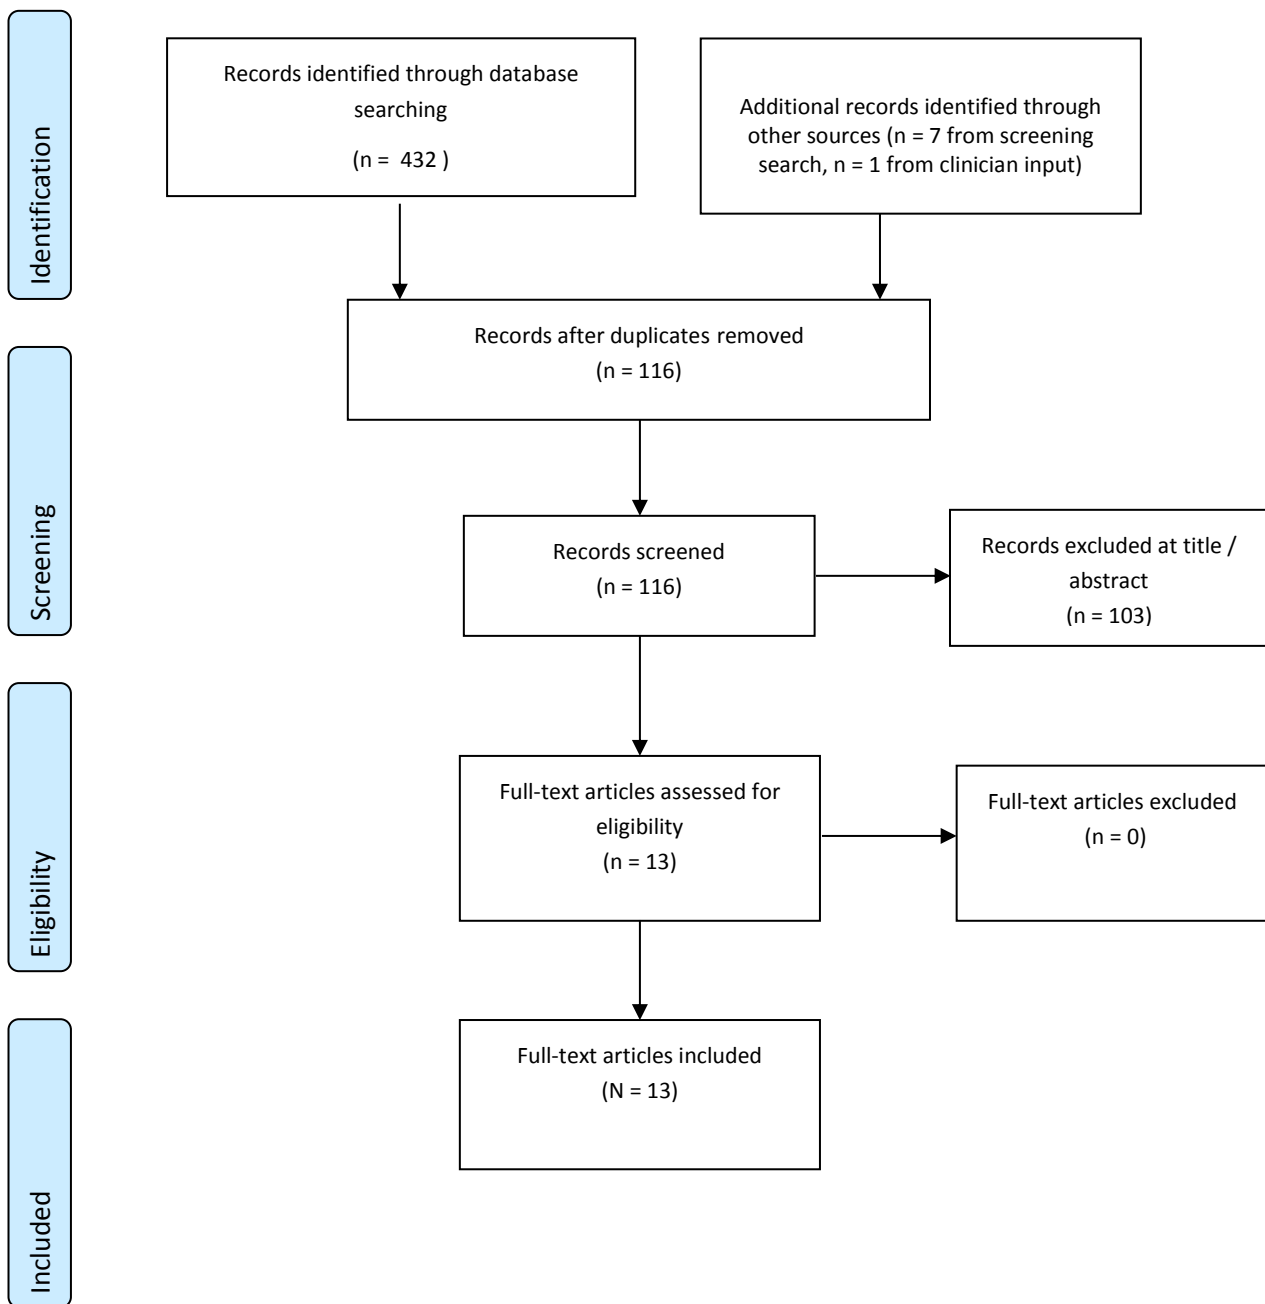 Identification
Records identified through database
searching
(n = 432 )
Additional records identified through
other sources (n = 7 from screening
search, n = 1 from clinician input)
Records after duplicates removed
(n = 116)
Screening
Records screened
(n = 116)
Records excluded at title /
abstract
(n = 103)
Eligibility
Full-text articles assessed for
eligibility
(n = 13)
Full-text articles excluded
(n = 0)
Included
Full-text articles included
(N = 13)